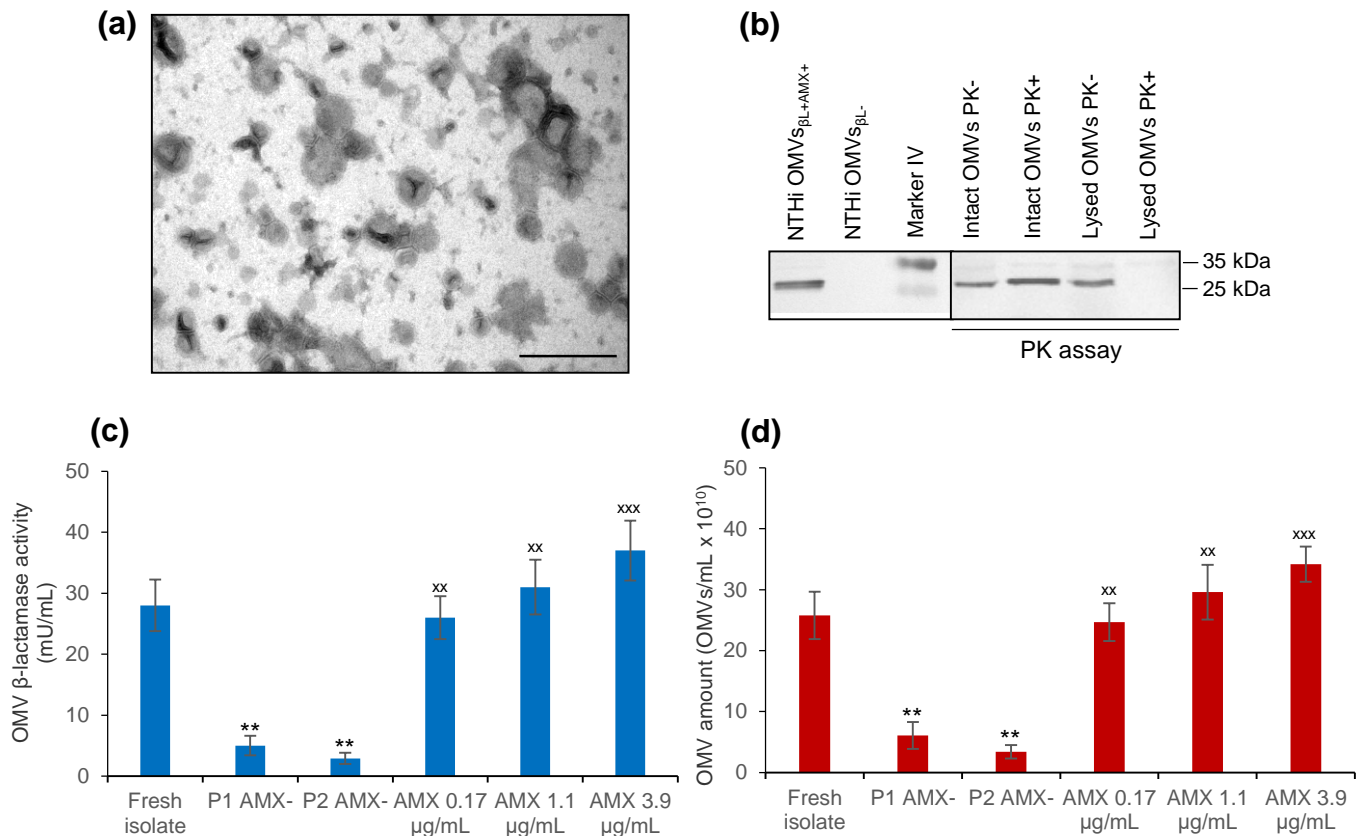 (a)
(b)
NTHi OMVsβL+AMX+
NTHi OMVsβL-
Marker IV
Intact OMVs PK-
Intact OMVs PK+
Lysed OMVs PK-
Lysed OMVs PK+
35 kDa
25 kDa
PK assay
(c)
OMV β-lactamase activity
(mU/mL)
50
40
30
20
10
0
**
**
xx
xx
xxx
Fresh
isolate
P1 AMX-
P2 AMX-
AMX 0.17
µg/mL
AMX 1.1
µg/mL
AMX 3.9
µg/mL
(d)
OMV amount (OMVs/mL x 10¹⁰)
50
40
30
20
10
0
**
**
xx
xx
xxx
Fresh
isolate
P1 AMX-
P2 AMX-
AMX 0.17
µg/mL
AMX 1.1
µg/mL
AMX 3.9
µg/mL